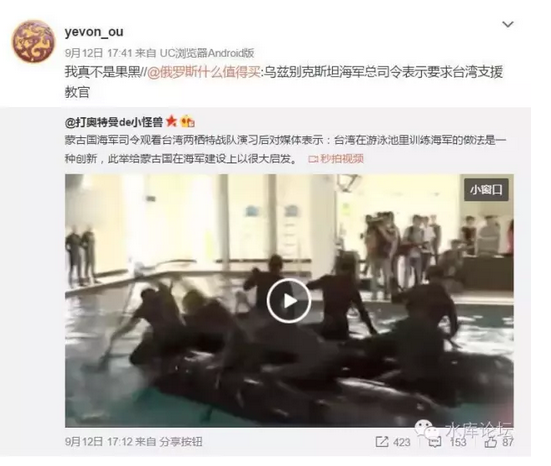 yevon_ou
9月12日 17:41 来自 UC浏览器Android版
我真不是果黑//@俄罗斯什么值得买:乌兹别克斯坦海军总司令表示要求台湾支援
教官
@打奥特曼de小怪兽
蒙古国海军司令观看台湾两栖特战队演习后对媒体表示：台湾在游泳池里训练海军的做法是一
种创新，此举给蒙古国在海军建设上以很大启发。 秒拍视频
小窗口
水库论坛
9月12日 17:12 来自 分享按钮
423
153
87